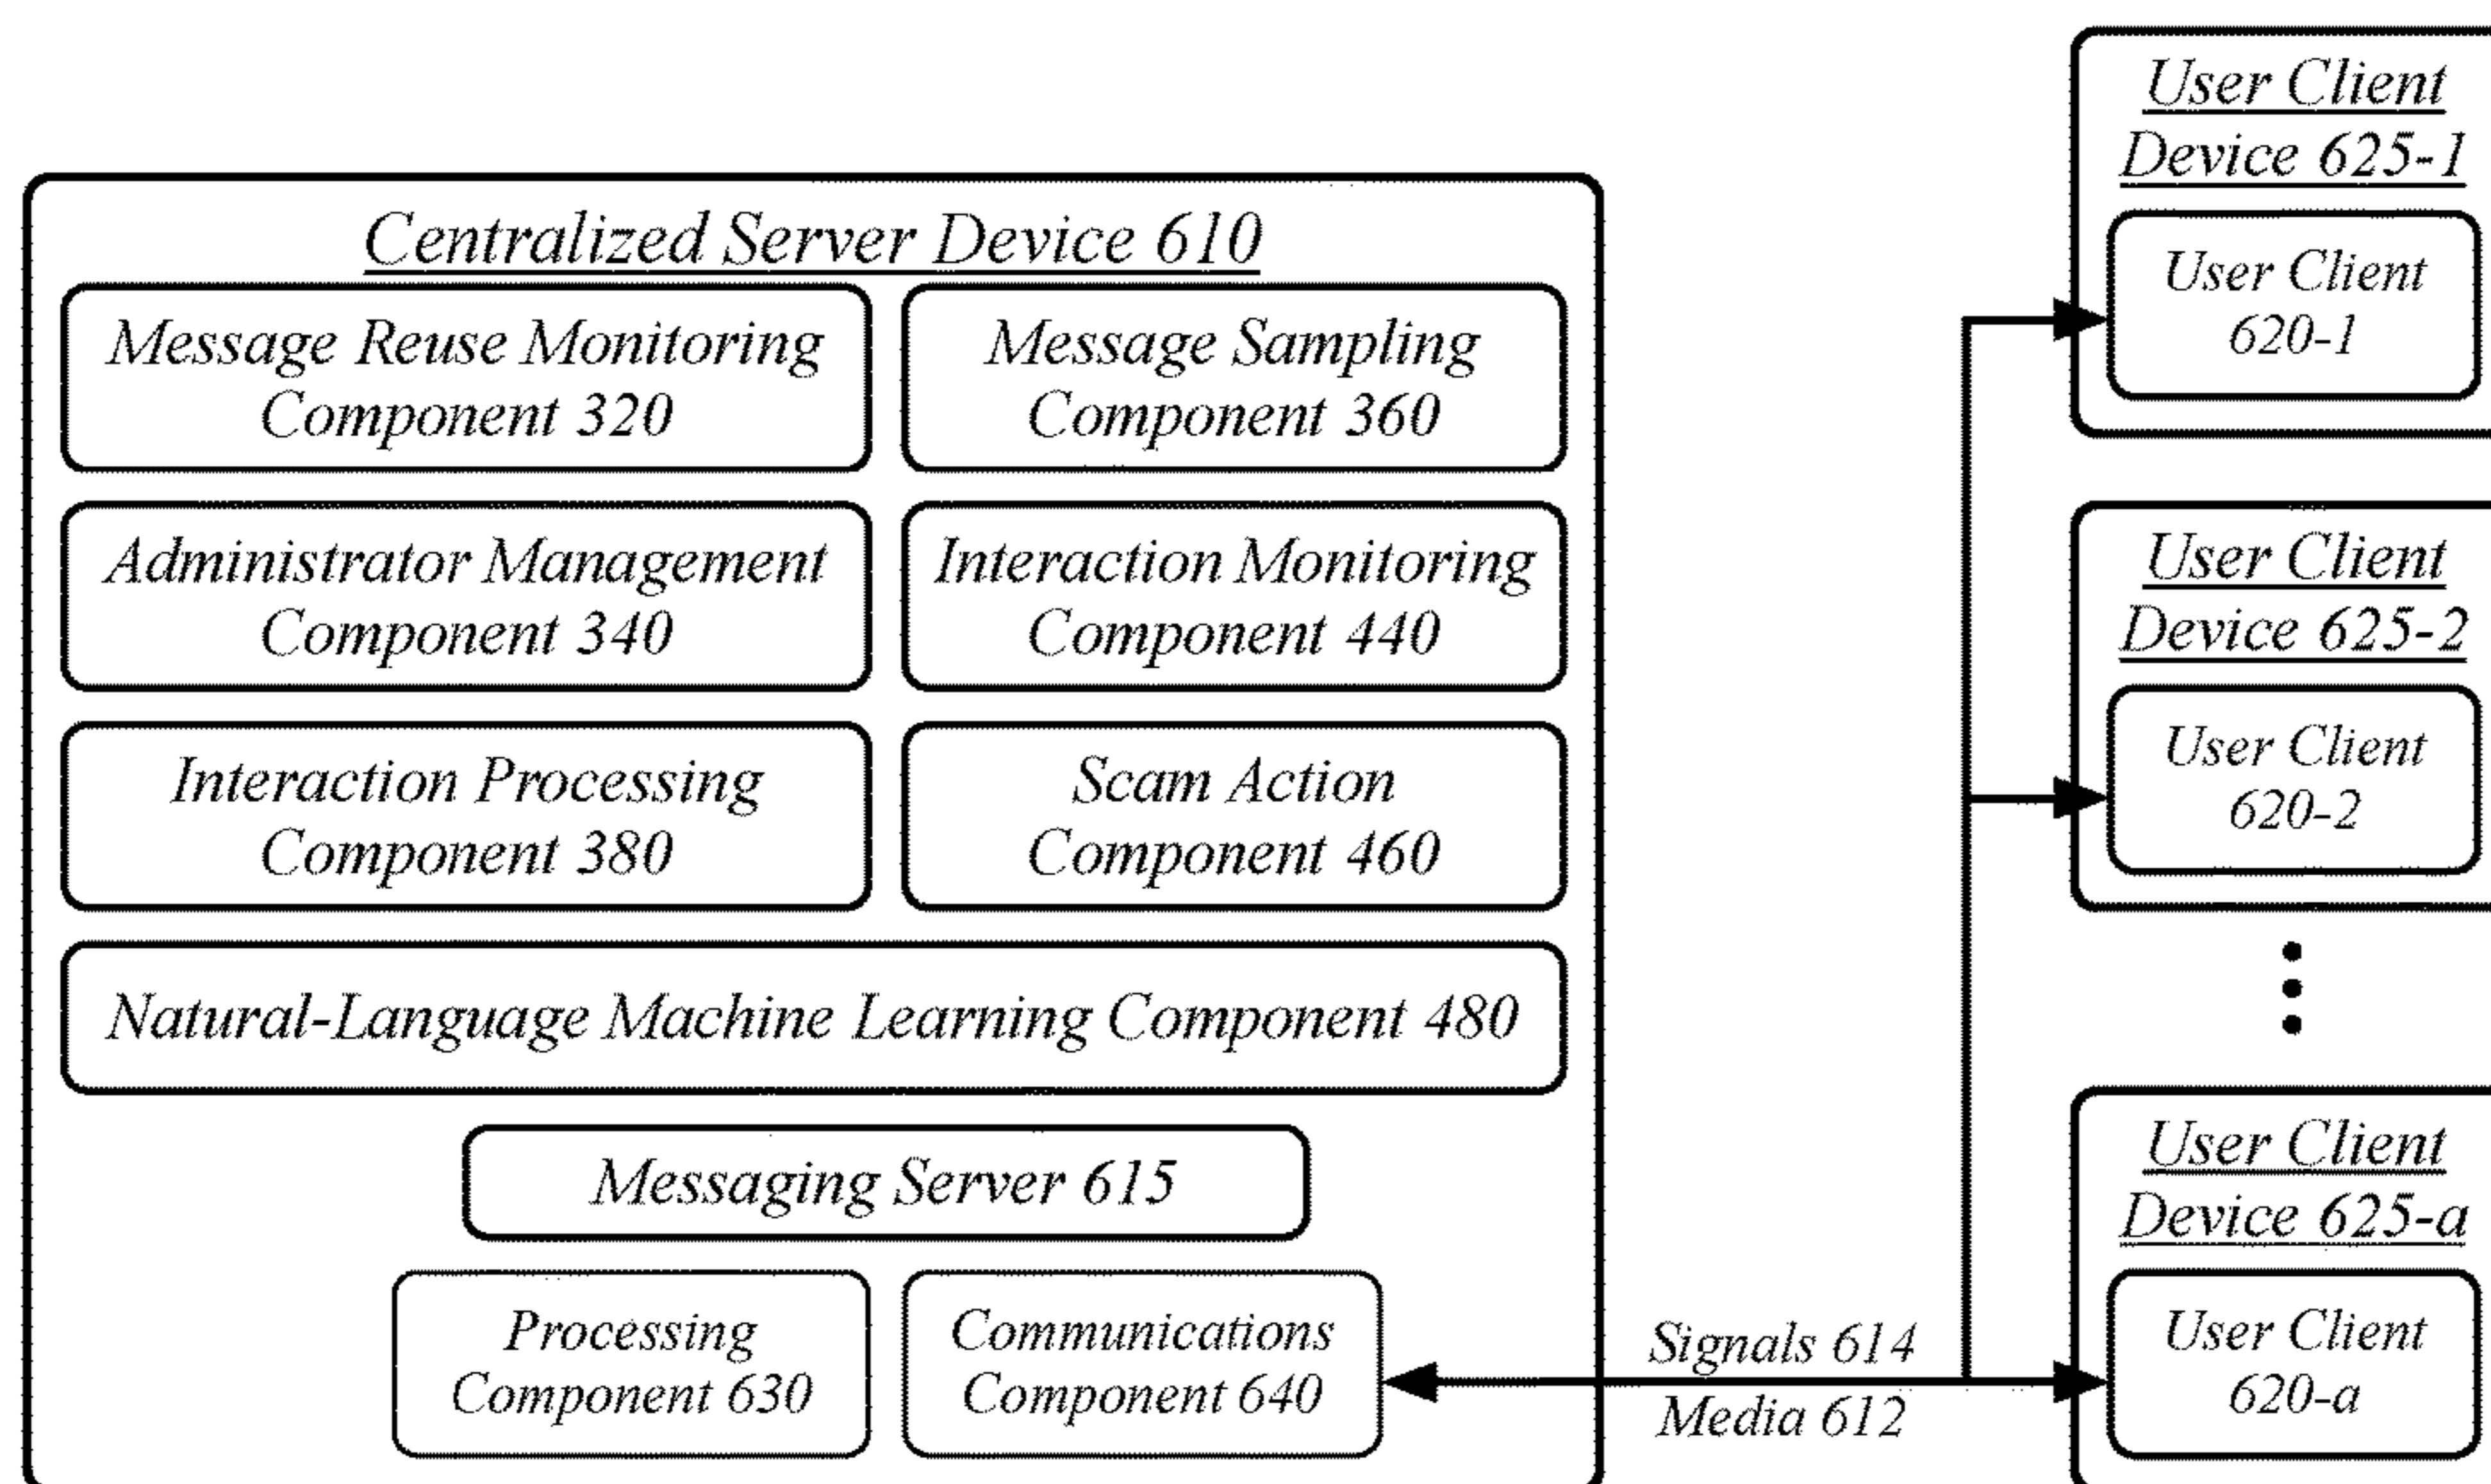 Centralized Server Device 610
Message Reuse Monitoring
Component 320
Message Sampling
Component 360
Administrator Management
Component 340
Interaction Monitoring
Component 440
Interaction Processing
Component 380
Scam Action
Component 460
Natural-Language Machine Learning Component 480
Messaging Server 615
Processing
Component 630
Communications
Component 640
Signals 614
Media 612
User Client
Device 625-1
User Client
620-1
User Client
Device 625-2
User Client
620-2
User Client
Device 625-a
User Client
620-a